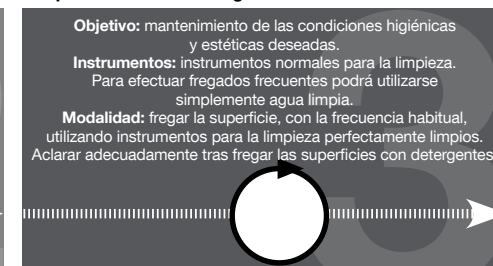 Objetivo: mantenimiento de las condiciones higiénicas
y estéticas deseadas.
Instrumentos: instrumentos normales para la limpieza.
Para efectuar fregados frecuentes podrá utilizarse
simplemente agua limpia.
Modalidad: fregar la superficie, con la frecuencia habitual,
utilizando instrumentos para la limpieza perfectamente limpios.
Aclarar adecuadamente tras fregar las superficies con detergentes
3